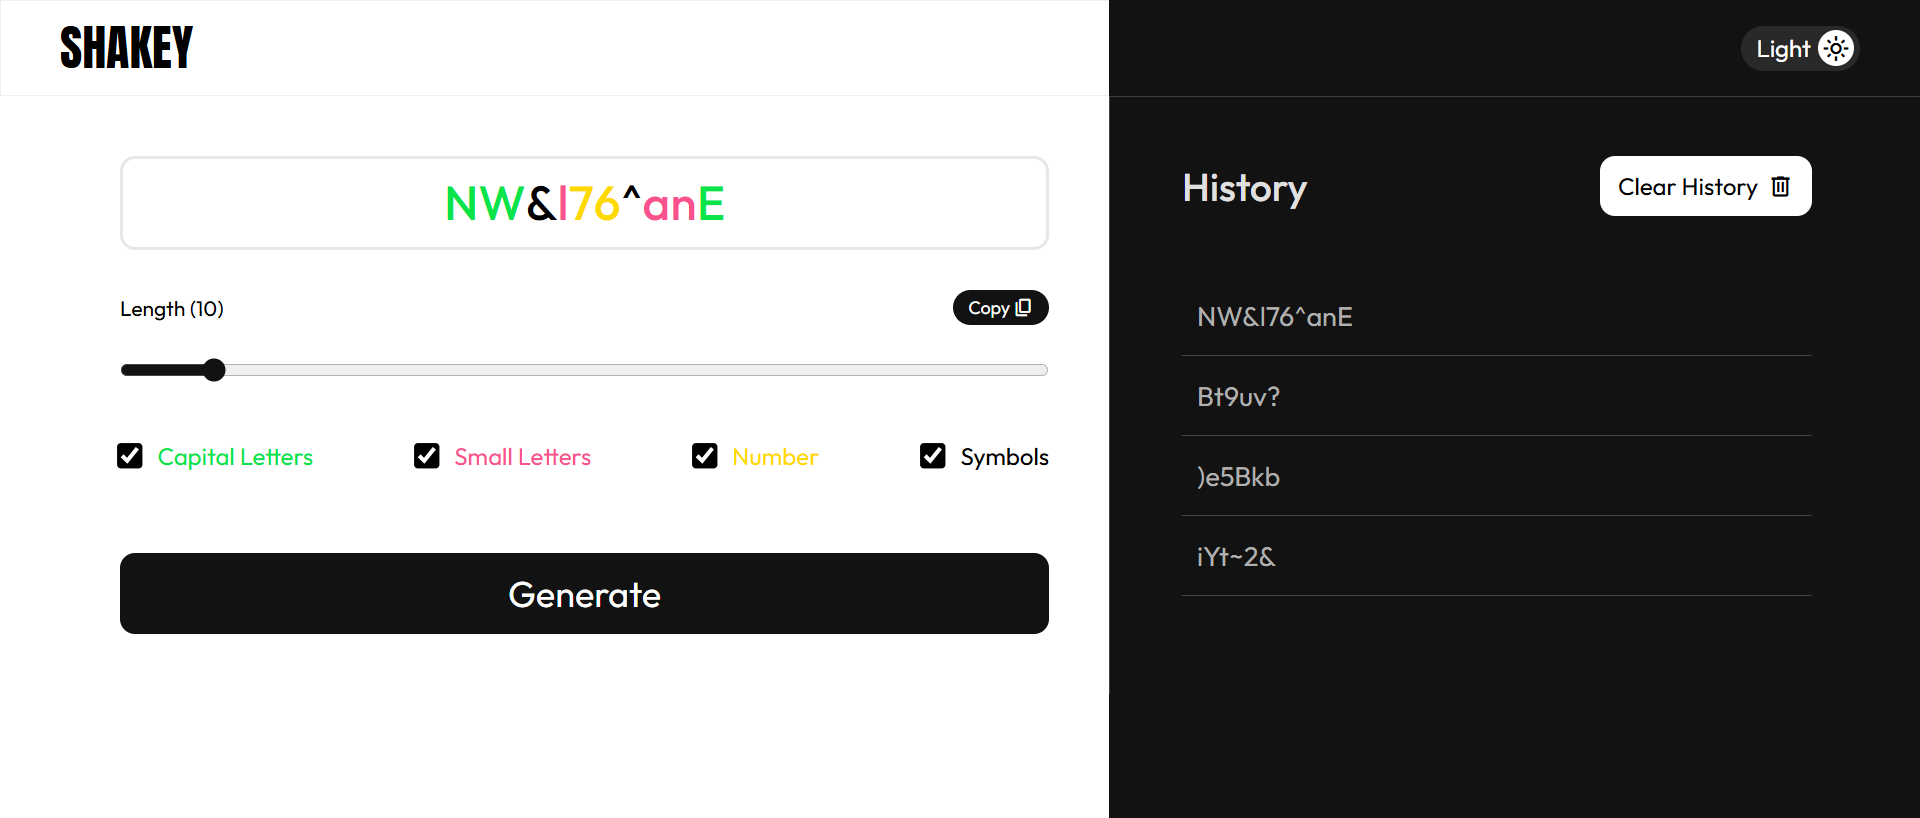 SHAKEY
Light
NW&l76^anE
Length (10)
Copy
Capital Letters
Small Letters
Number
Symbols
Generate
History
Clear History
NW&l76^anE
Bt9uv?
)e5Bkb
iYt~2&